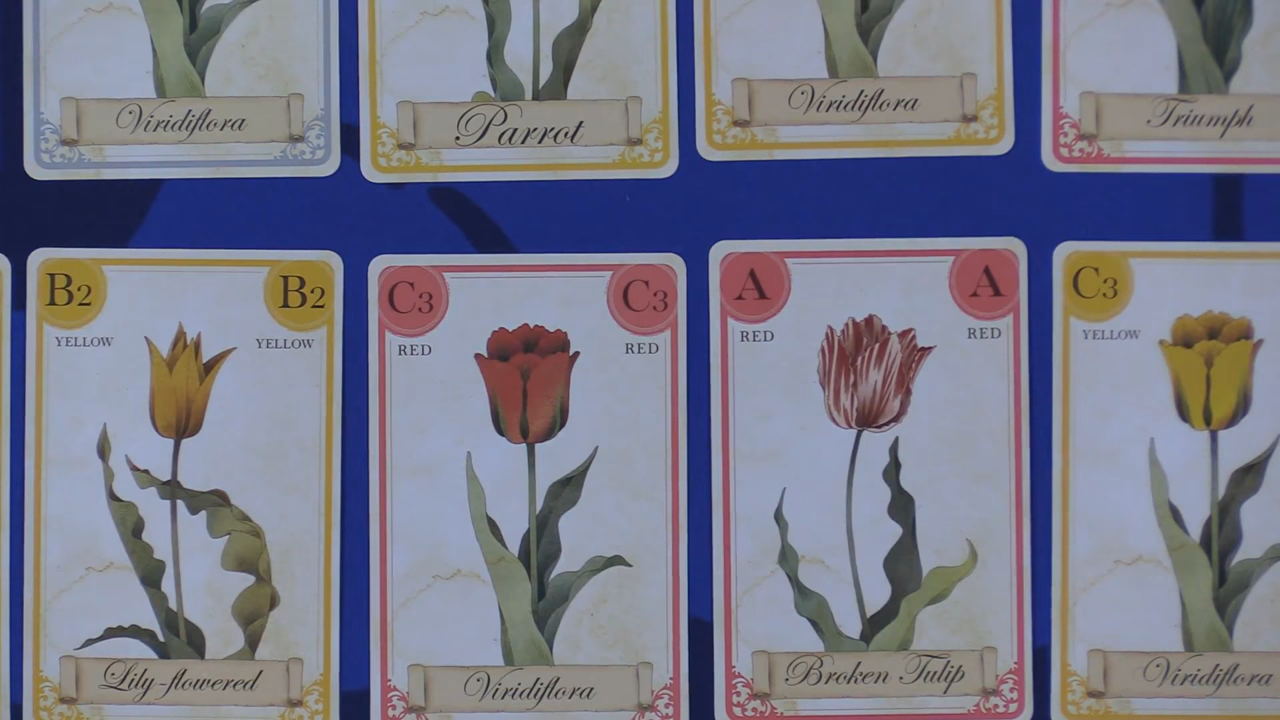 Viridiflora
Parrot
Viridiflora
Triumph
B2 B2
YELLOW YELLOW
Lily-flowered
C3 C3
RED RED
Viridiflora
A A
RED RED
Broken Tulip
C3
YELLOW
Viridiflora